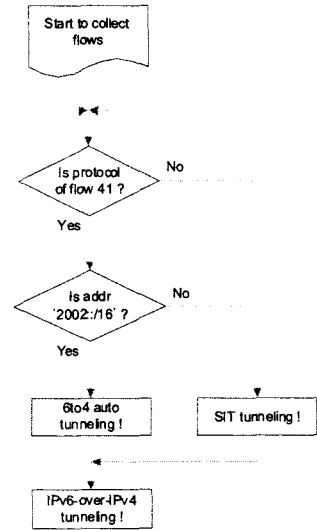 Start to collect
flows
Is protocol
of flow 41 ?
No
Yes
Is addr
'2002::/16' ?
No
Yes
6to4 auto
tunneling !
SIT tunneling !
IPv6-over-IPv4
tunneling !